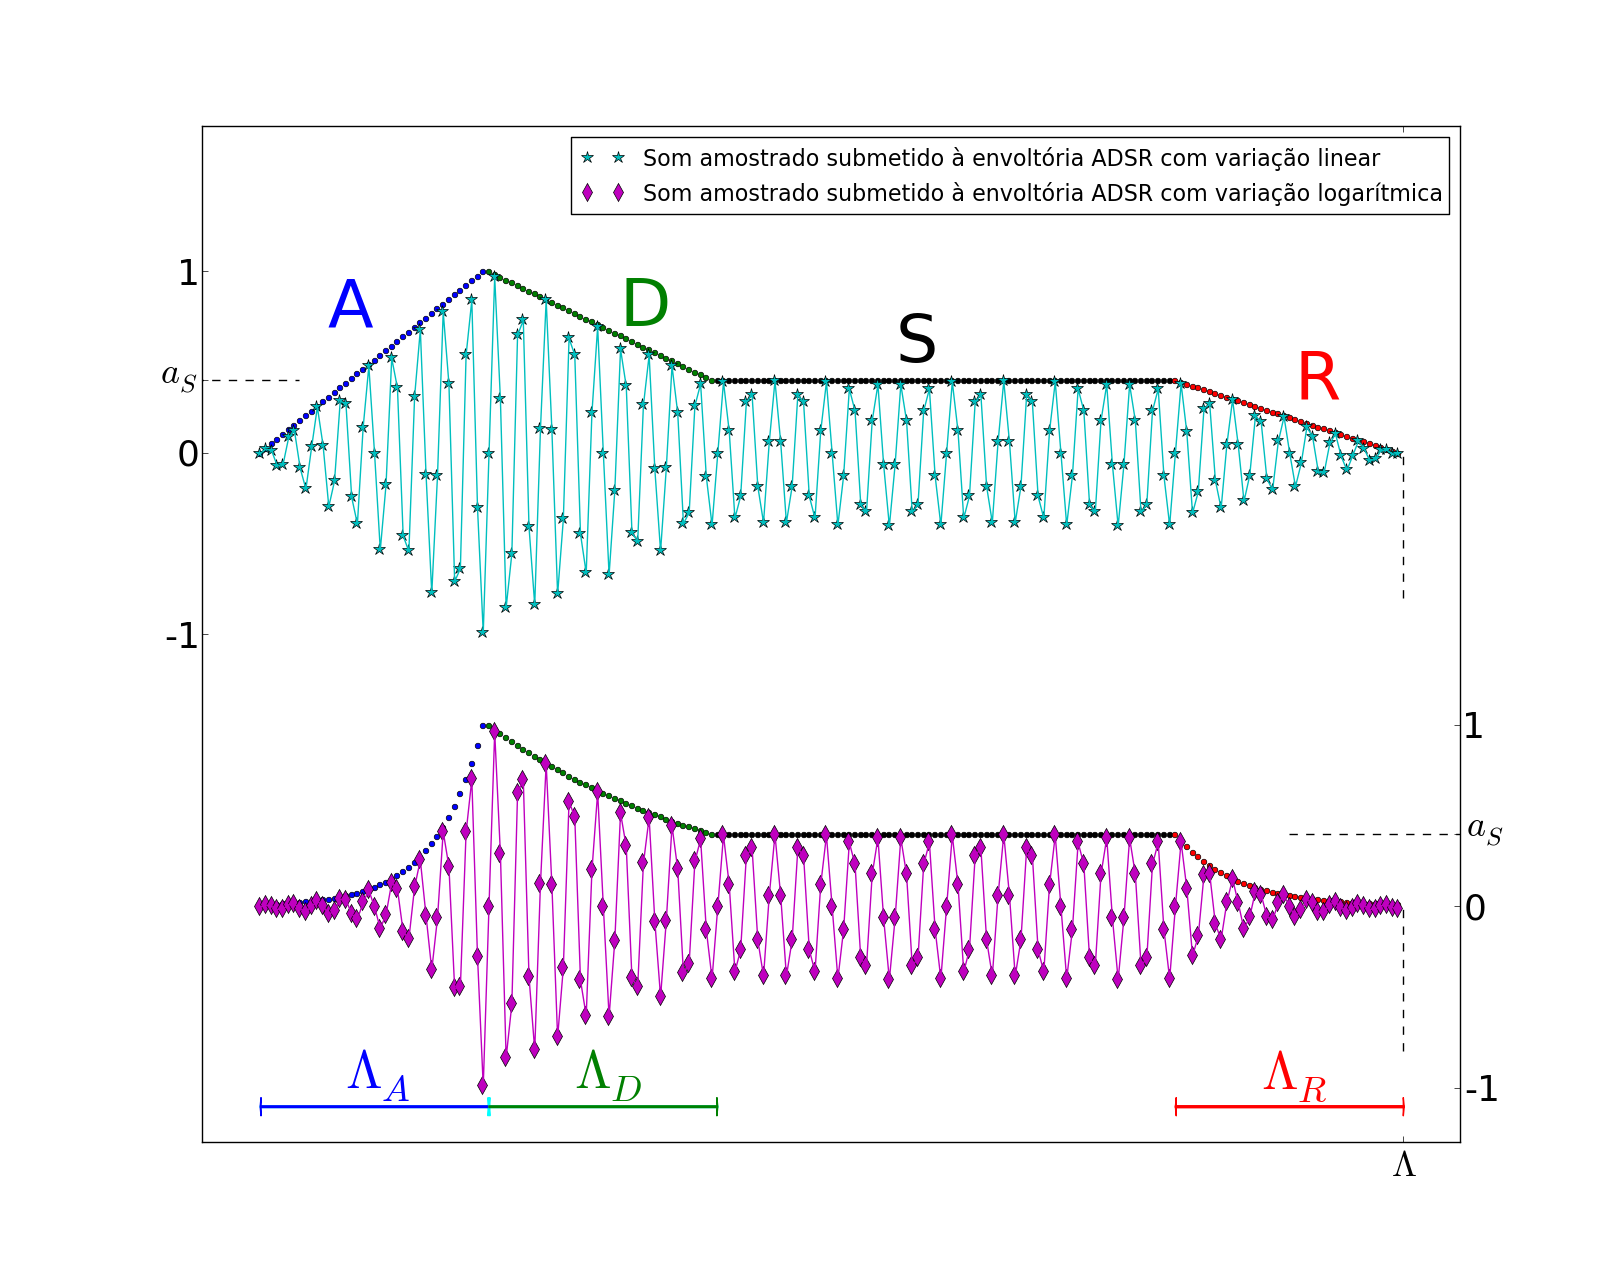 Som amostrado submetido à envoltória ADSR com variação linear
Som amostrado submetido à envoltória ADSR com variação logarítmica
1
A
D
S
a_S
R
0
-1
1
a_S
0
Λ_A
Λ_D
Λ_R
-1
Λ